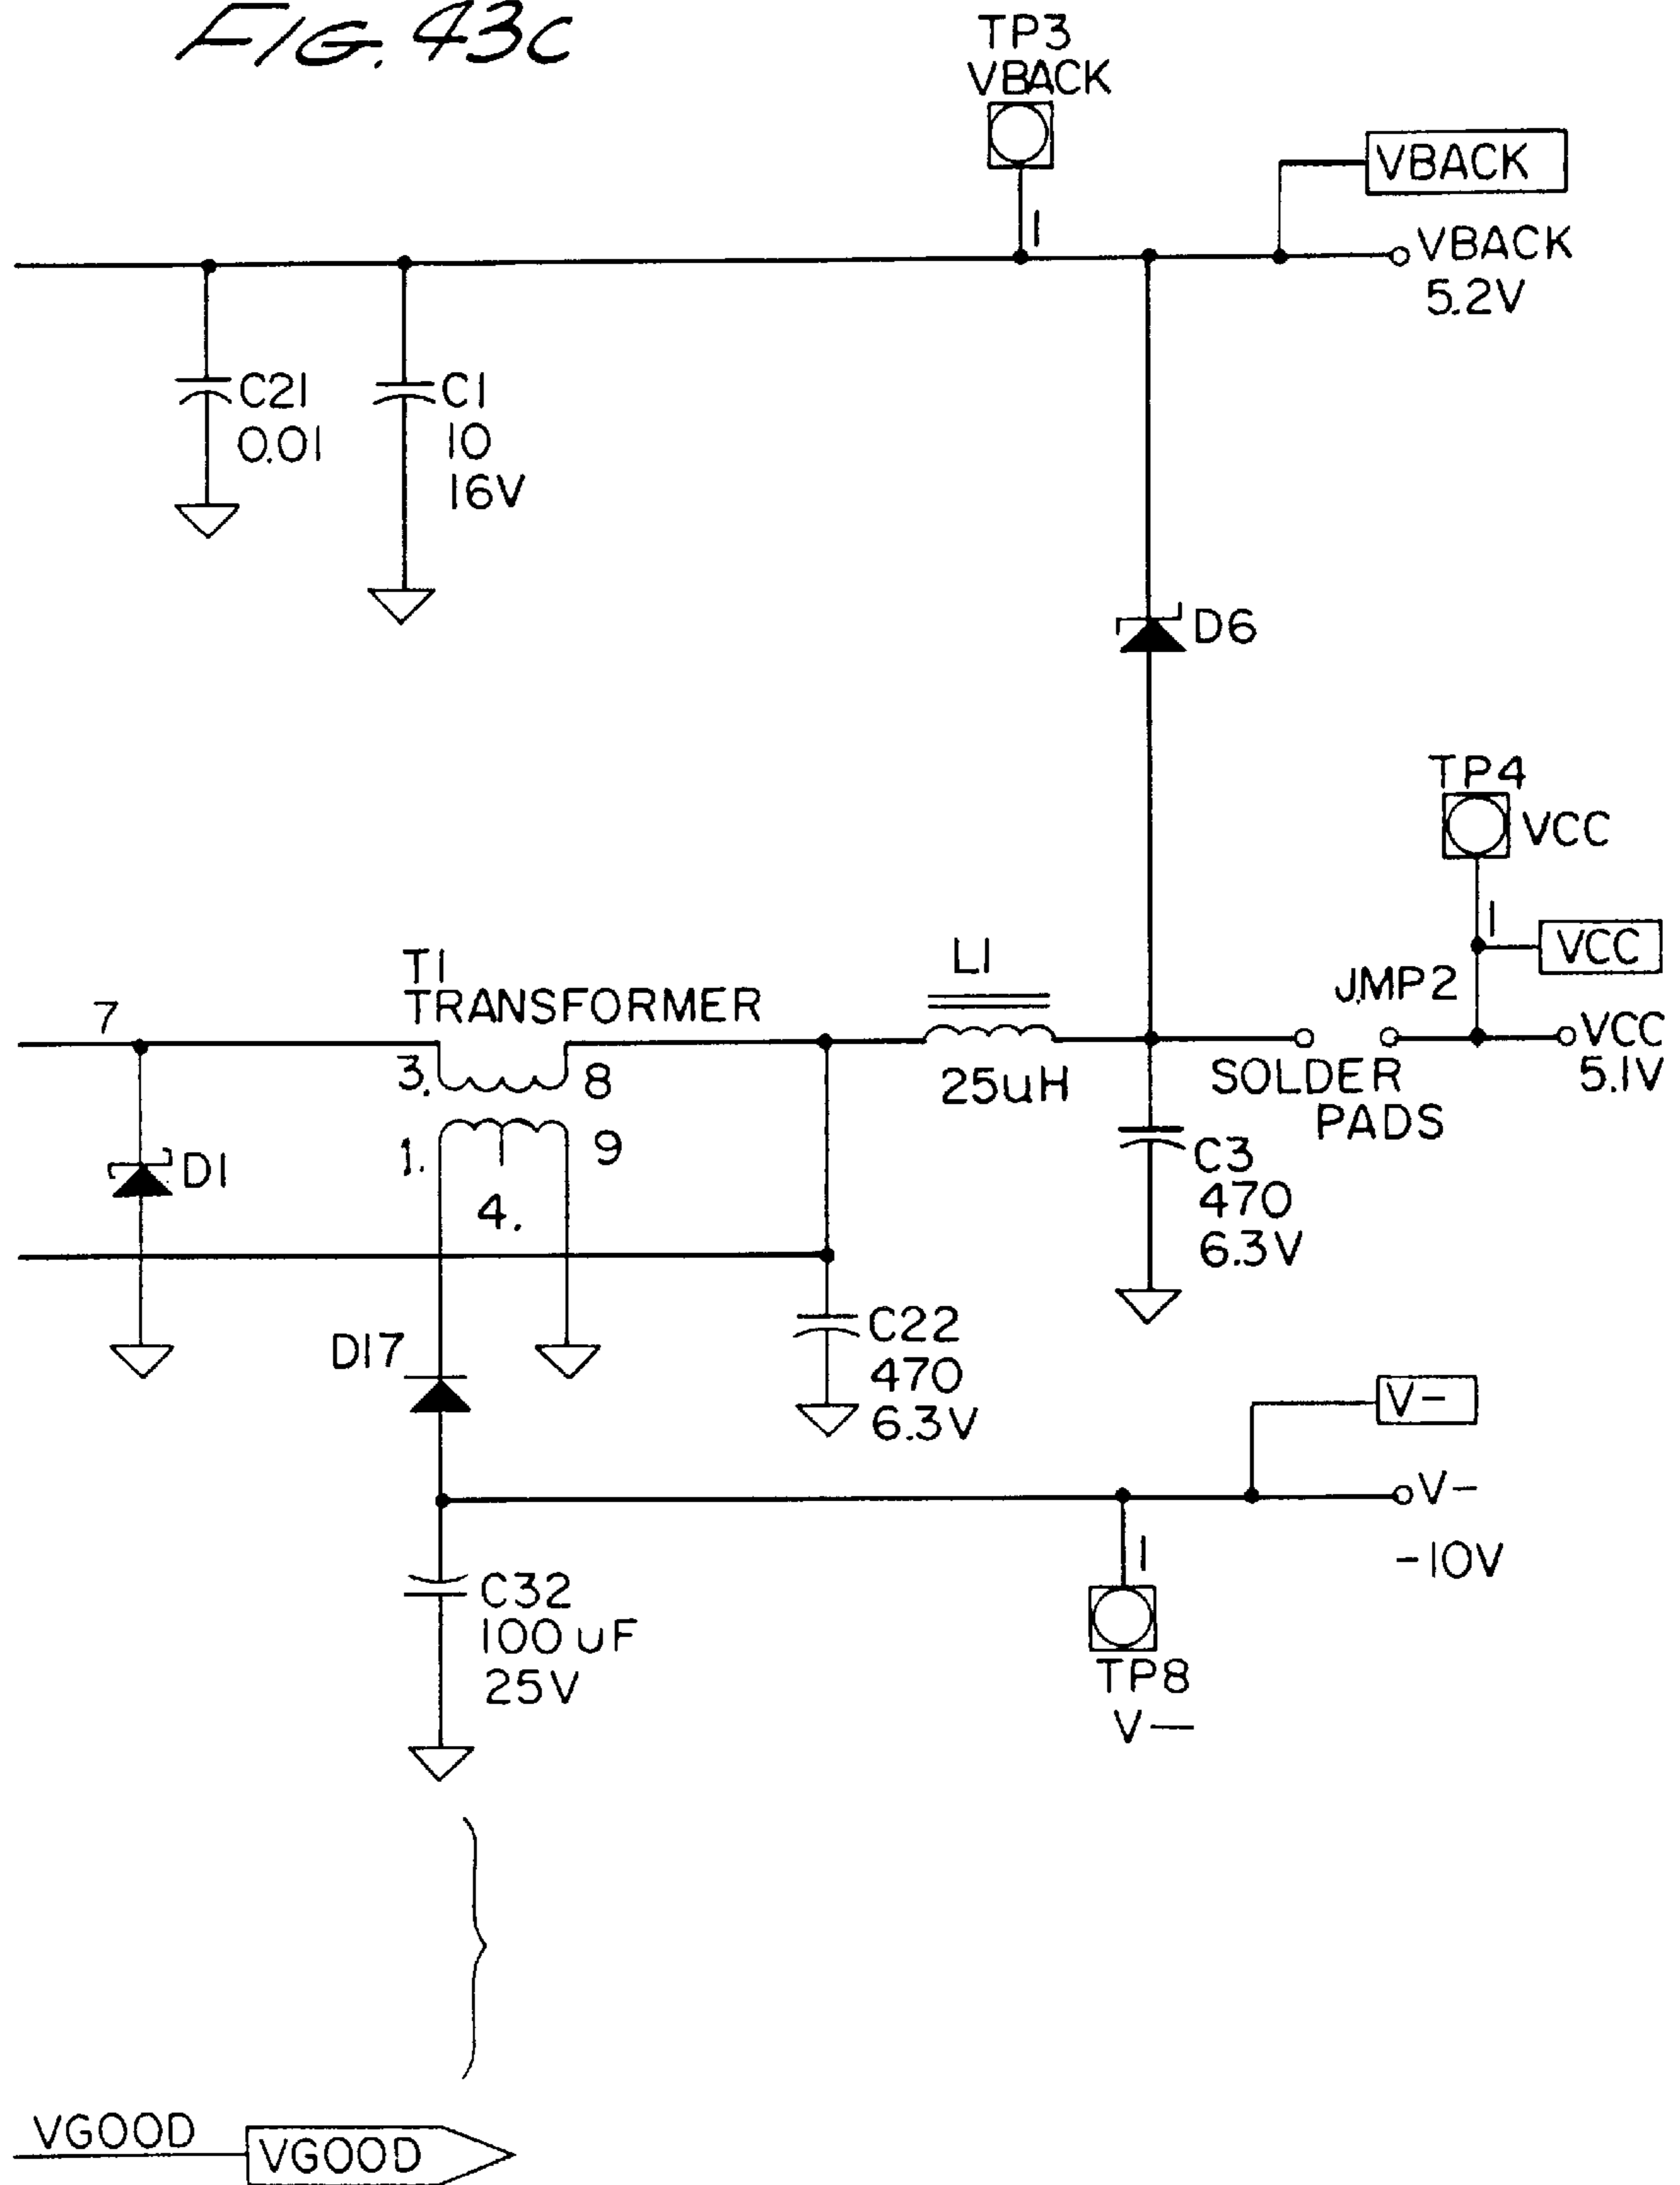 FIG. 43C
TP3
VBACK
VBACK
1
VBACK
5.2V
C21
0.01
C1
10
16V
D6
TP4
VCC
1
VCC
JMP2
VCC
5.1V
SOLDER
PADS
T1
TRANSFORMER
7
3.
8
1.
9
4.
L1
25uH
D1
C3
470
6.3V
D17
C22
470
6.3V
V-
V-
-10V
1
TP8
V-
C32
100uF
25V
VGOOD
VGOOD